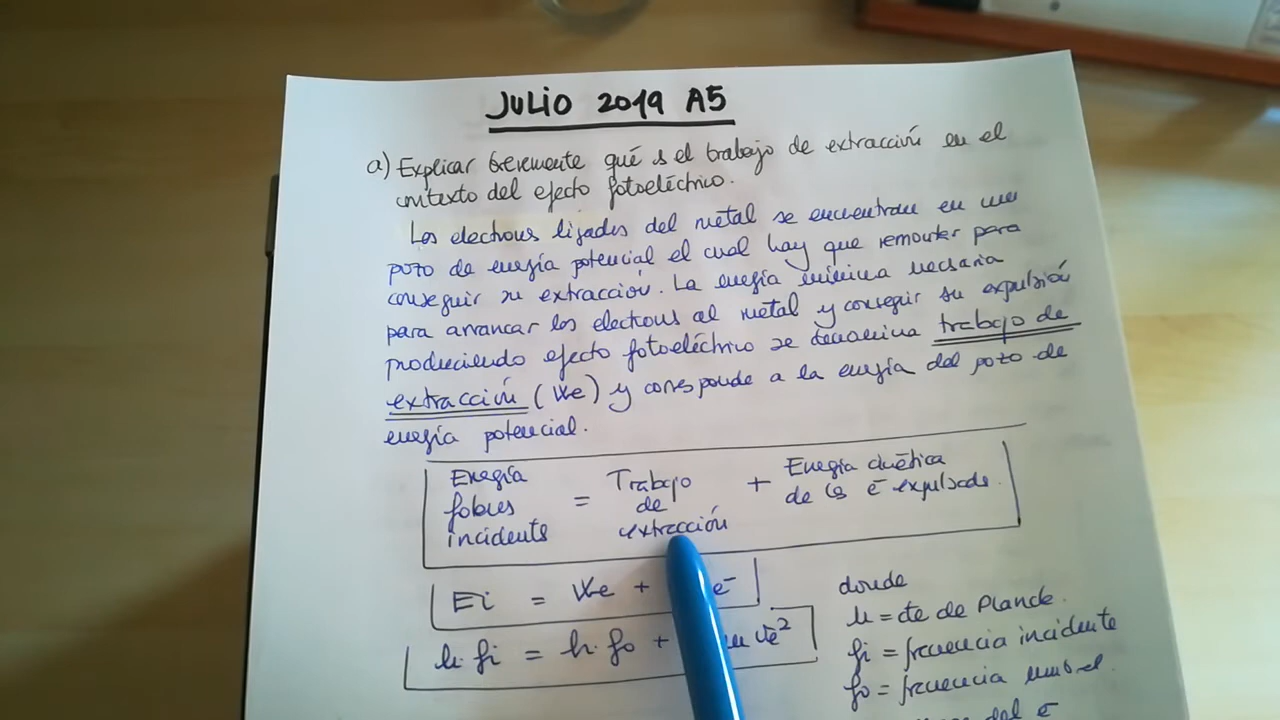 JULIO 2019 A5
a) Explicar brevemente qué es el trabajo de extracción en el
contexto del efecto fotoeléctrico.
Los electrones ligados del metal se encuentran en un
pozo de energía potencial el cual hay que remontar para
conseguir su extracción. La energía mínima necesaria
para arrancar los electrones al metal y conseguir su expulsión
produciendo efecto fotoeléctrico se denomina trabajo de
extracción (We) y corresponde a la energía del pozo de
energía potencial.
Energía fotones incidente = Trabajo de extracción + Energía cinética de los e⁻ expulsado.
Ei = We + e⁻
h·fi = h·fo + ve²
donde
h = cte de Planck.
fi = frecuencia incidente
fo = frecuencia umbral.
del e⁻